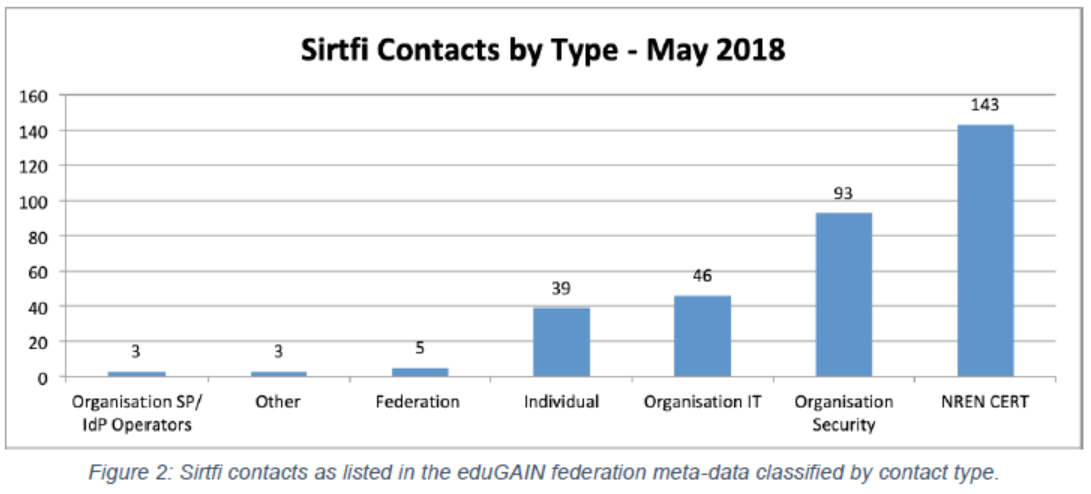 Sirtfi Contacts by Type - May 2018
160
140
120
100
80
60
40
20
0
3
3
5
39
46
93
143
Organisation SP/
IdP Operators
Other
Federation
Individual
Organisation IT
Organisation
Security
NREN CERT
Figure 2: Sirtfi contacts as listed in the eduGAIN federation meta-data classified by contact type.